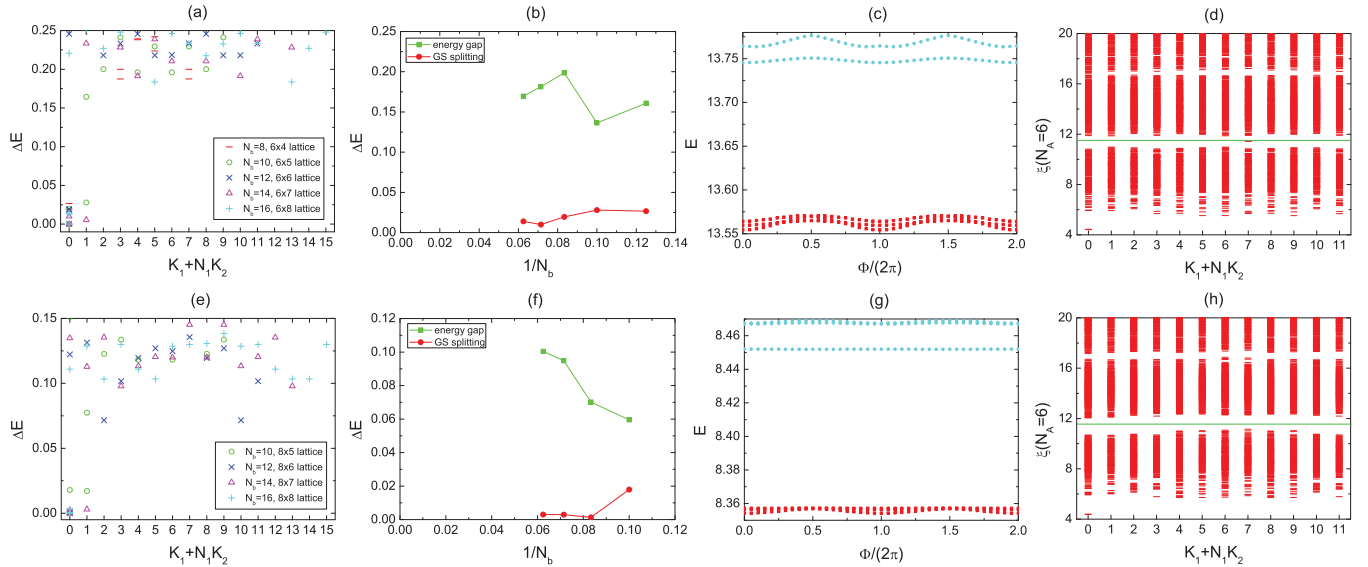 (a)
0.25
0.20
0.15
0.10
0.05
0.00
ΔE
N_b=8, 6x4 lattice
N_b=10, 6x5 lattice
N_b=12, 6x6 lattice
N_b=14, 6x7 lattice
N_b=16, 6x8 lattice
0 1 2 3 4 5 6 7 8 9 10 11 12 13 14 15
K_1+N_1K_2
(b)
energy gap
GS splitting
0.25
0.20
0.15
0.10
0.05
0.00
ΔE
0.00 0.02 0.04 0.06 0.08 0.10 0.12 0.14
1/N_b
(c)
13.75
13.70
13.65
13.60
13.55
E
0.0 0.5 1.0 1.5 2.0
Φ/(2π)
(d)
20
16
12
8
4
ξ(N_A=6)
0 1 2 3 4 5 6 7 8 9 10 11
K_1+N_1K_2
(e)
0.15
0.10
0.05
0.00
ΔE
N_b=10, 8x5 lattice
N_b=12, 8x6 lattice
N_b=14, 8x7 lattice
N_b=16, 8x8 lattice
0 1 2 3 4 5 6 7 8 9 10 11 12 13 14 15
K_1+N_1K_2
(f)
energy gap
GS splitting
0.12
0.10
0.08
0.06
0.04
0.02
0.00
ΔE
0.00 0.02 0.04 0.06 0.08 0.10 0.12
1/N_b
(g)
8.46
8.44
8.42
8.40
8.38
8.36
E
0.0 0.5 1.0 1.5 2.0
Φ/(2π)
(h)
20
16
12
8
4
ξ(N_A=6)
0 1 2 3 4 5 6 7 8 9 10 11
K_1+N_1K_2